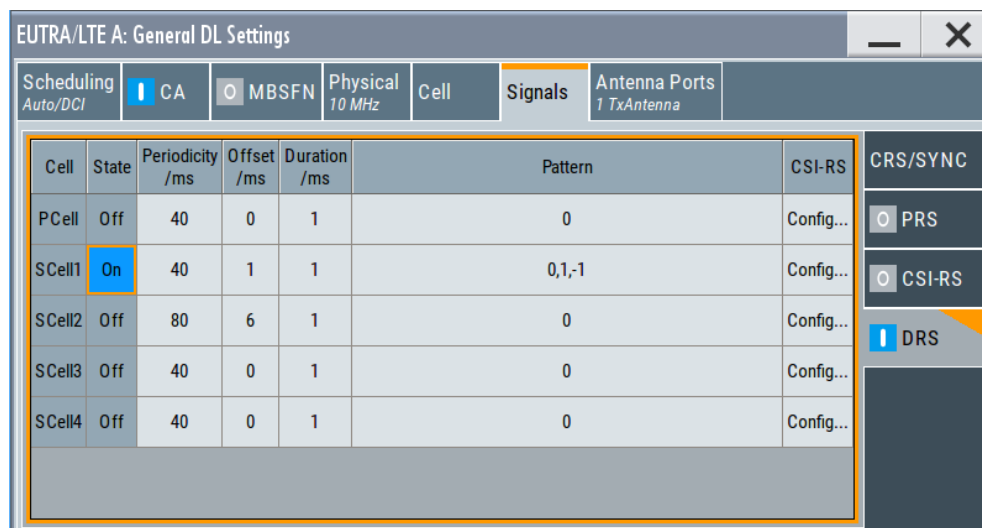 EUTRA/LTE A: General DL Settings
Scheduling
Auto/DCI
CA
MBSFN
Physical
10 MHz
Cell
Signals
Antenna Ports
1 TxAntenna
Cell State Periodicity /ms Offset /ms Duration /ms Pattern CSI-RS
PCell Off 40 0 1 0 Config...
SCell1 On 40 1 1 0,1,-1 Config...
SCell2 Off 80 6 1 0 Config...
SCell3 Off 40 0 1 0 Config...
SCell4 Off 40 0 1 0 Config...
CRS/SYNC
PRS
CSI-RS
DRS